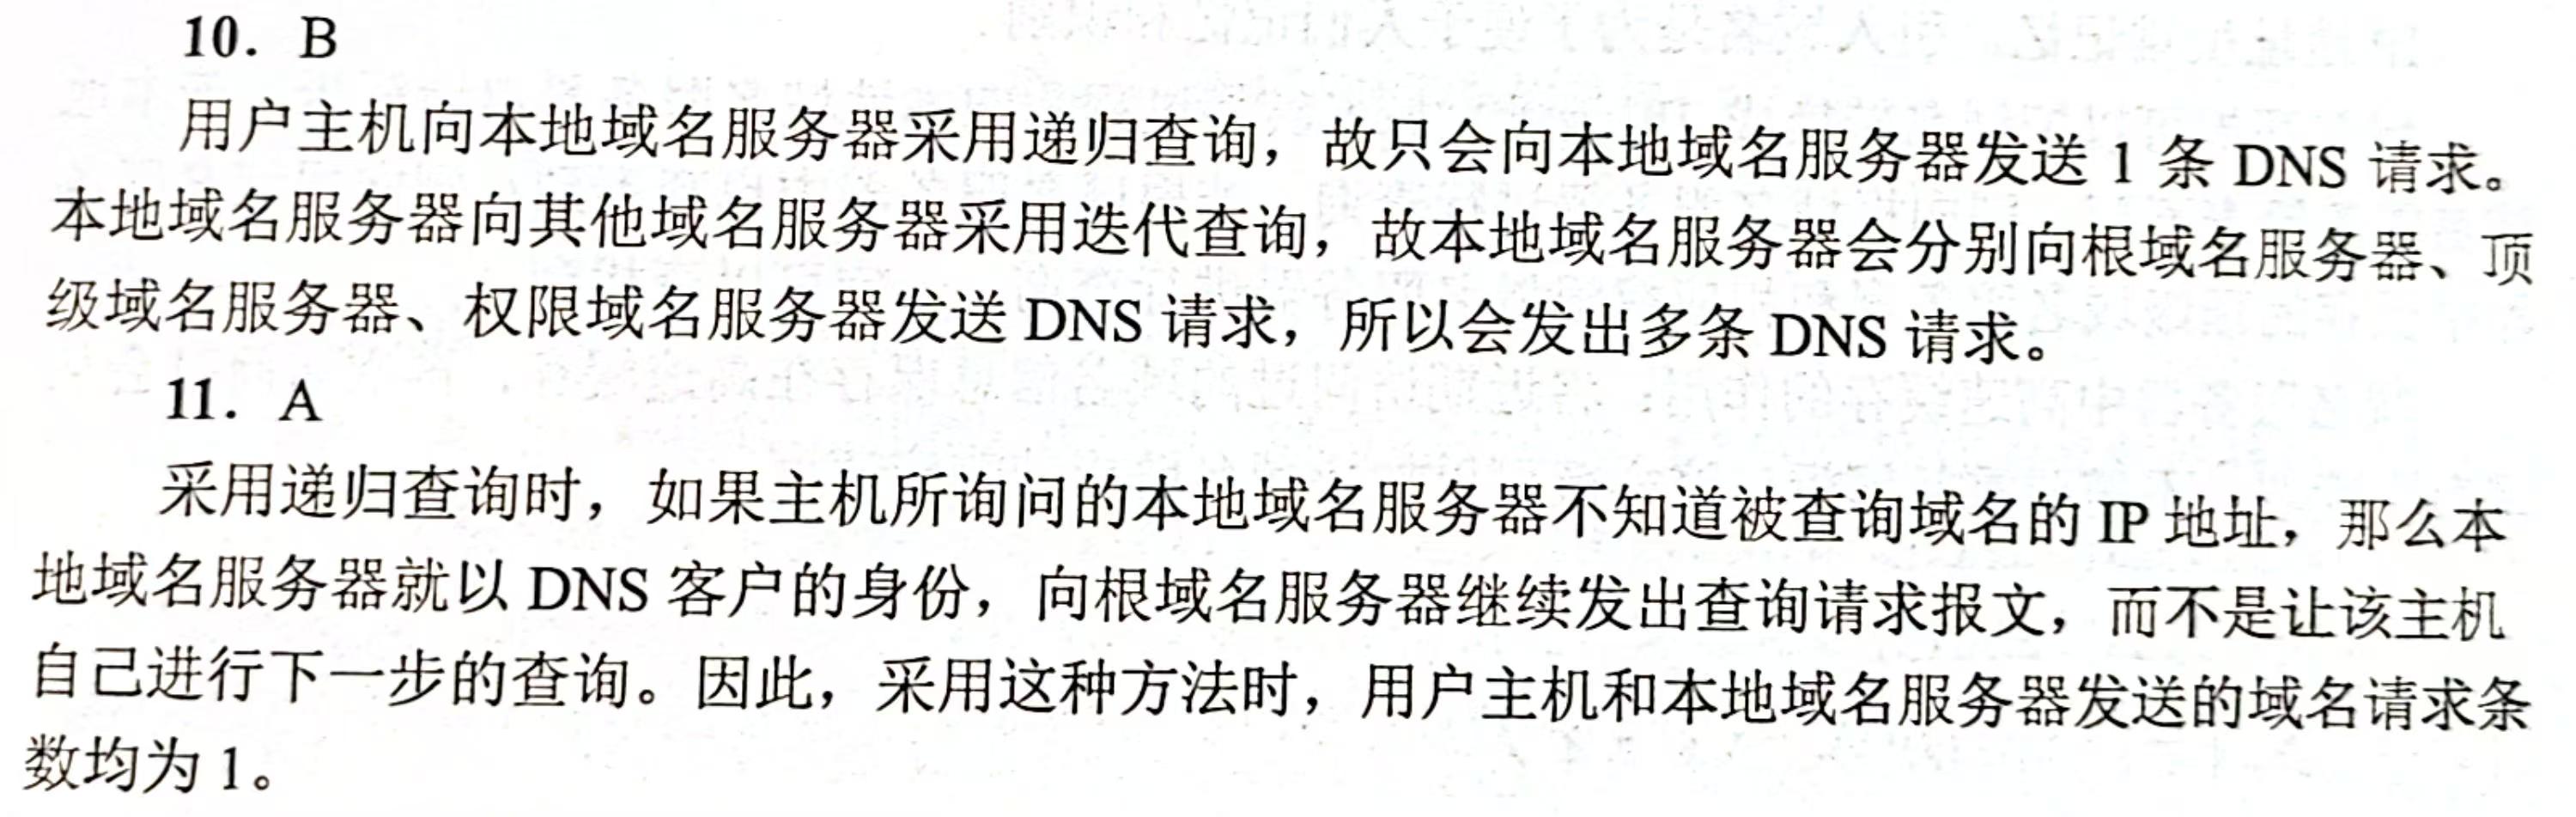 10. B
用户主机向本地域名服务器采用递归查询，故只会向本地域名服务器发送 1 条 DNS 请求。
本地域名服务器向其他域名服务器采用迭代查询，故本地域名服务器会分别向根域名服务器、顶
级域名服务器、权限域名服务器发送 DNS 请求，所以会发出多条 DNS 请求。
11. A
采用递归查询时，如果主机所询问的本地域名服务器不知道被查询域名的 IP 地址，那么本
地域名服务器就以 DNS 客户的身份，向根域名服务器继续发出查询请求报文，而不是让该主机
自己进行下一步的查询。因此，采用这种方法时，用户主机和本地域名服务器发送的域名请求条
数均为 1。